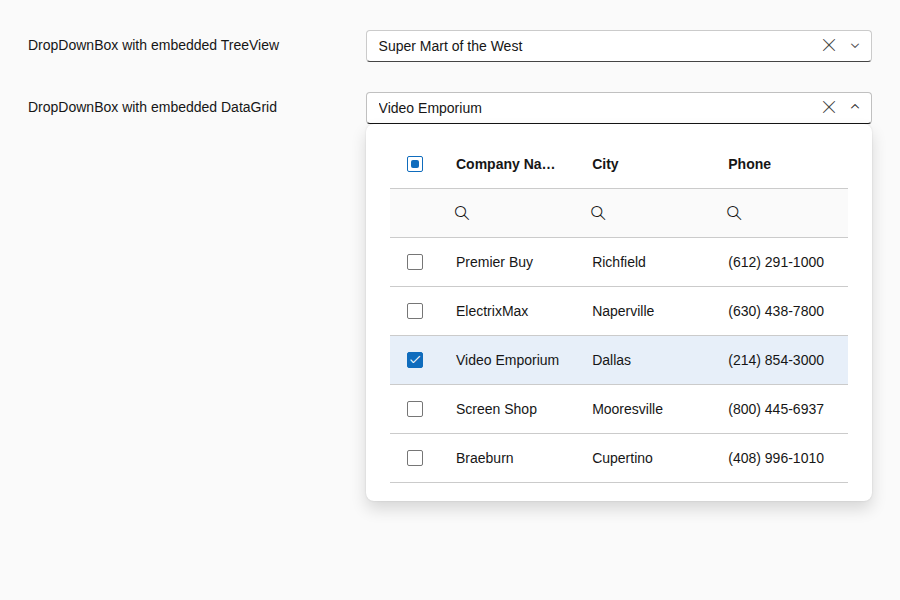 DropDownBox with embedded TreeView
Super Mart of the West
DropDownBox with embedded DataGrid
Video Emporium
Company Na... City Phone
Premier Buy Richfield (612) 291-1000
ElectrixMax Naperville (630) 438-7800
Video Emporium Dallas (214) 854-3000
Screen Shop Mooresville (800) 445-6937
Braeburn Cupertino (408) 996-1010